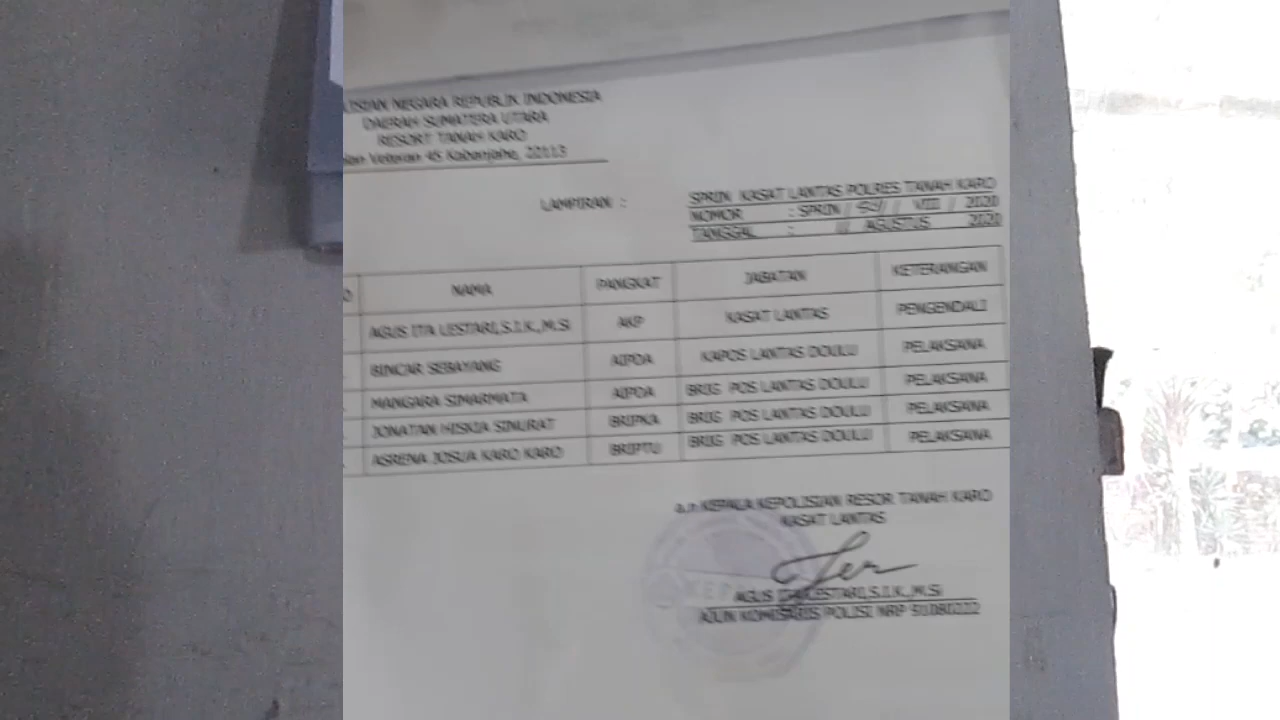 ISIAN NEGARA REPUBLIK INDONESIA
DAERAH SUMATERA UTARA
RESORT TANAH KARO
lan Veteran 45 Kabanjahe, 22113
LAMPIRAN :
SPRIN KASAT LANTAS POLRES TANAH KARO
NOMOR : SPRIN / / VIII / 2020
TANGGAL : AGUSTUS 2020
O NAMA PANGKAT JABATAN KETERANGAN
AGUS ITA LESTARI,S.I.K.,M.SI AKP KASAT LANTAS PENGENDALI
BINCAR SEBAYANG AIPDA KAPOS LANTAS DOULU PELAKSANA
MANGARA SIMARMATA AIPDA BRIG POS LANTAS DOULU PELAKSANA
JONATAN HISKIA SINURAT BRIPKA BRIG POS LANTAS DOULU PELAKSANA
ASRENA JOSUA KARO KARO BRIPTU BRIG POS LANTAS DOULU PELAKSANA
a.n KEPALA KEPOLISIAN RESOR TANAH KARO
KASAT LANTAS
AGUS ITA LESTARI,S.I.K.,M.SI
AJUN KOMISARIS POLISI NRP 91080222